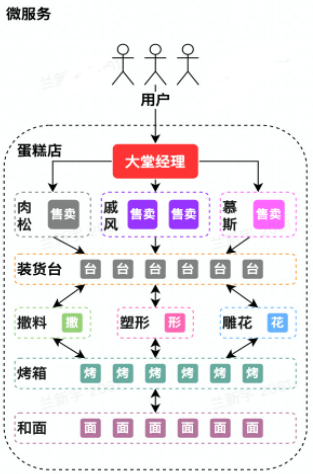 微服务
用户
蛋糕店
大堂经理
肉松 售卖 戚风 售卖 售卖 慕斯 售卖
装货台 台 台 台 台 台 台
撒料 撒 塑形 形 雕花 花
烤箱 烤 烤 烤 烤 烤 烤
和面 面 面 面 面 面 面